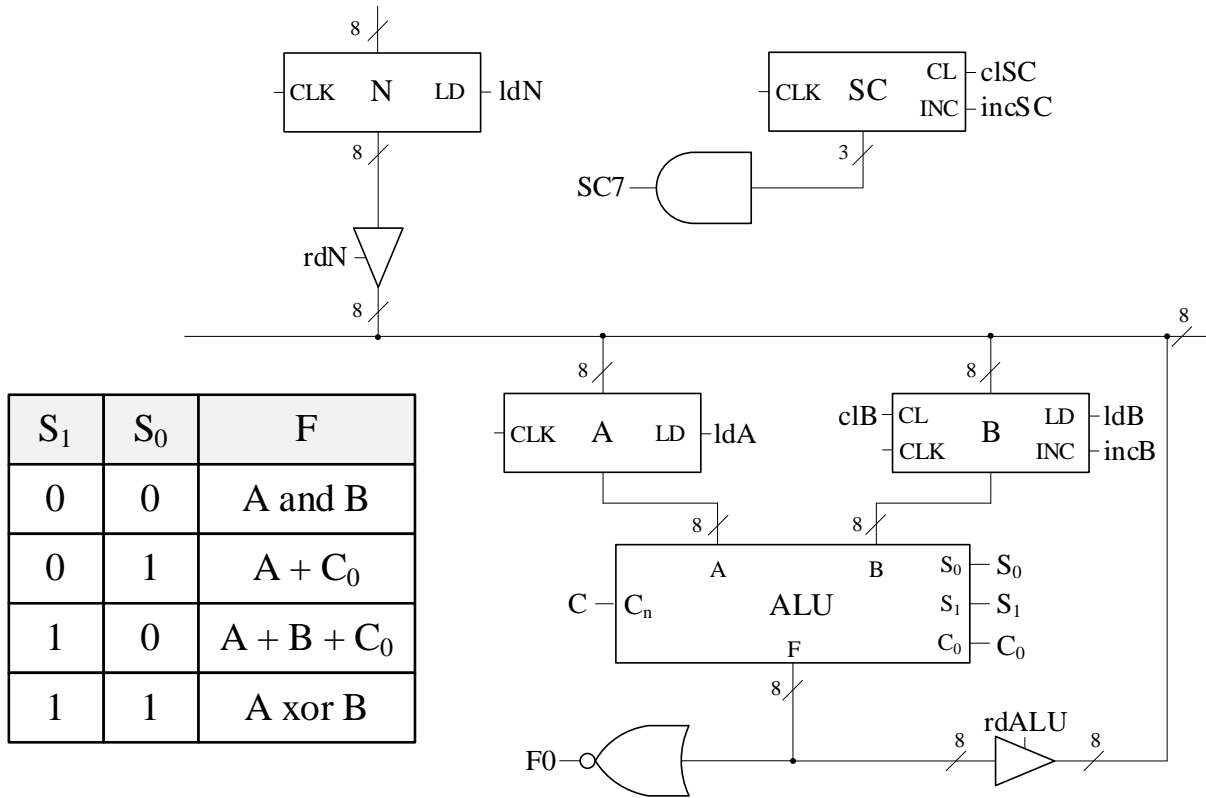 8
CLK N LD ldN
8
rdN
8
CLK SC CL clSC
INC incSC
3
SC7
8
8
CLK A LD ldA
8
clB CL B LD ldB
CLK INC incB
8
8
A B S₀ S₀
C Cₙ ALU S₁ S₁
F C₀ C₀
8
F0
8
rdALU
8
S₁ S₀ F
0 0 A and B
0 1 A + C₀
1 0 A + B + C₀
1 1 A xor B